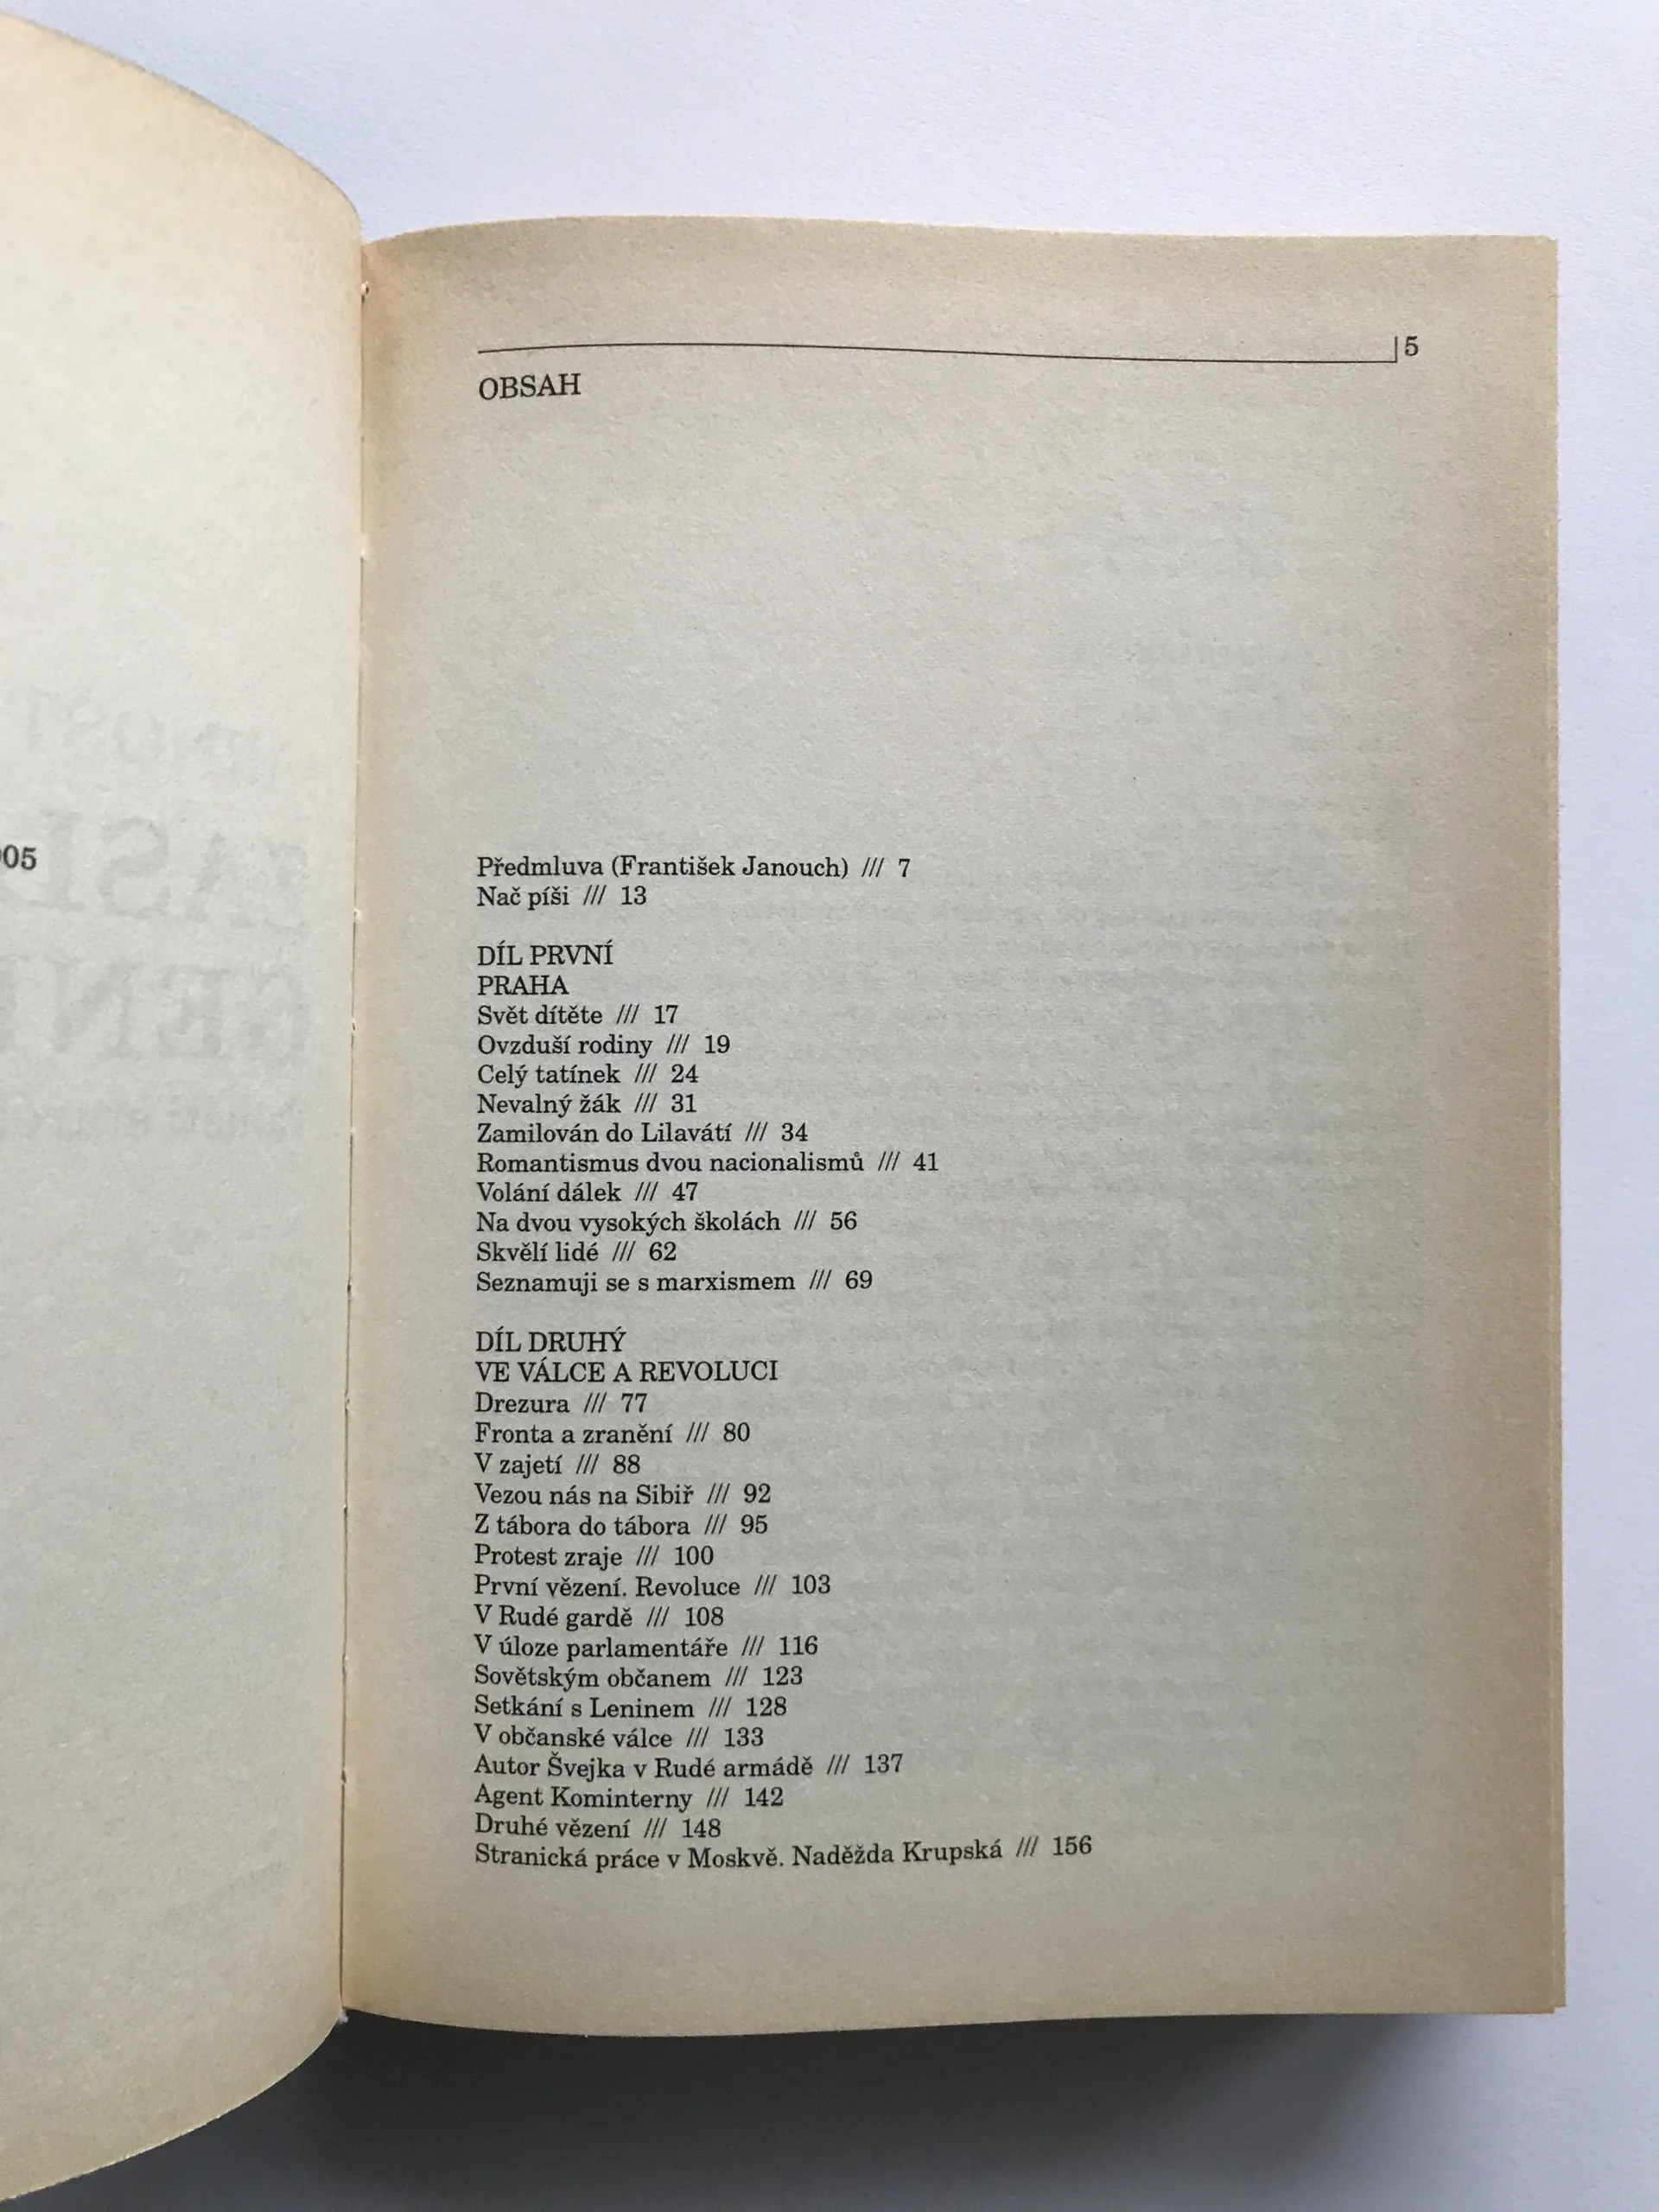 005
5
OBSAH
Předmluva (František Janouch) /// 7
Nač píši /// 13
DÍL PRVNÍ
PRAHA
Svět dítěte /// 17
Ovzduší rodiny /// 19
Celý tatínek /// 24
Nevalný žák /// 31
Zamilován do Lilavátí /// 34
Romantismus dvou nacionalismů /// 41
Volání dálek /// 47
Na dvou vysokých školách /// 56
Skvělí lidé /// 62
Seznamuji se s marxismem /// 69
DÍL DRUHÝ
VE VÁLCE A REVOLUCI
Drezura /// 77
Fronta a zranění /// 80
V zajetí /// 88
Vezou nás na Sibiř /// 92
Z tábora do tábora /// 95
Protest zraje /// 100
První vězení. Revoluce /// 103
V Rudé gardě /// 108
V úloze parlamentáře /// 116
Sovětským občanem /// 123
Setkání s Leninem /// 128
V občanské válce /// 133
Autor Švejka v Rudé armádě /// 137
Agent Kominterny /// 142
Druhé vězení /// 148
Stranická práce v Moskvě. Naděžda Krupská /// 156